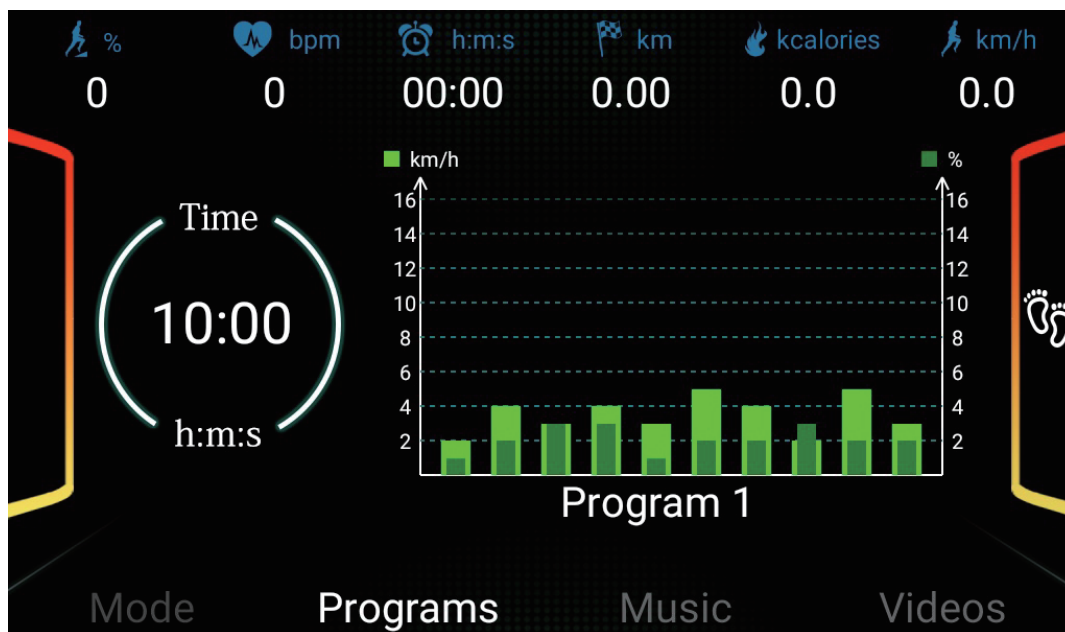 % bpm h:m:s km kcalories km/h
0 0 00:00 0.00 0.0 0.0
km/h %
16 16
14 14
12 12
10 10
8 8
6 6
4 4
2 2
Time
10:00
h:m:s
Program 1
Mode Programs Music Videos